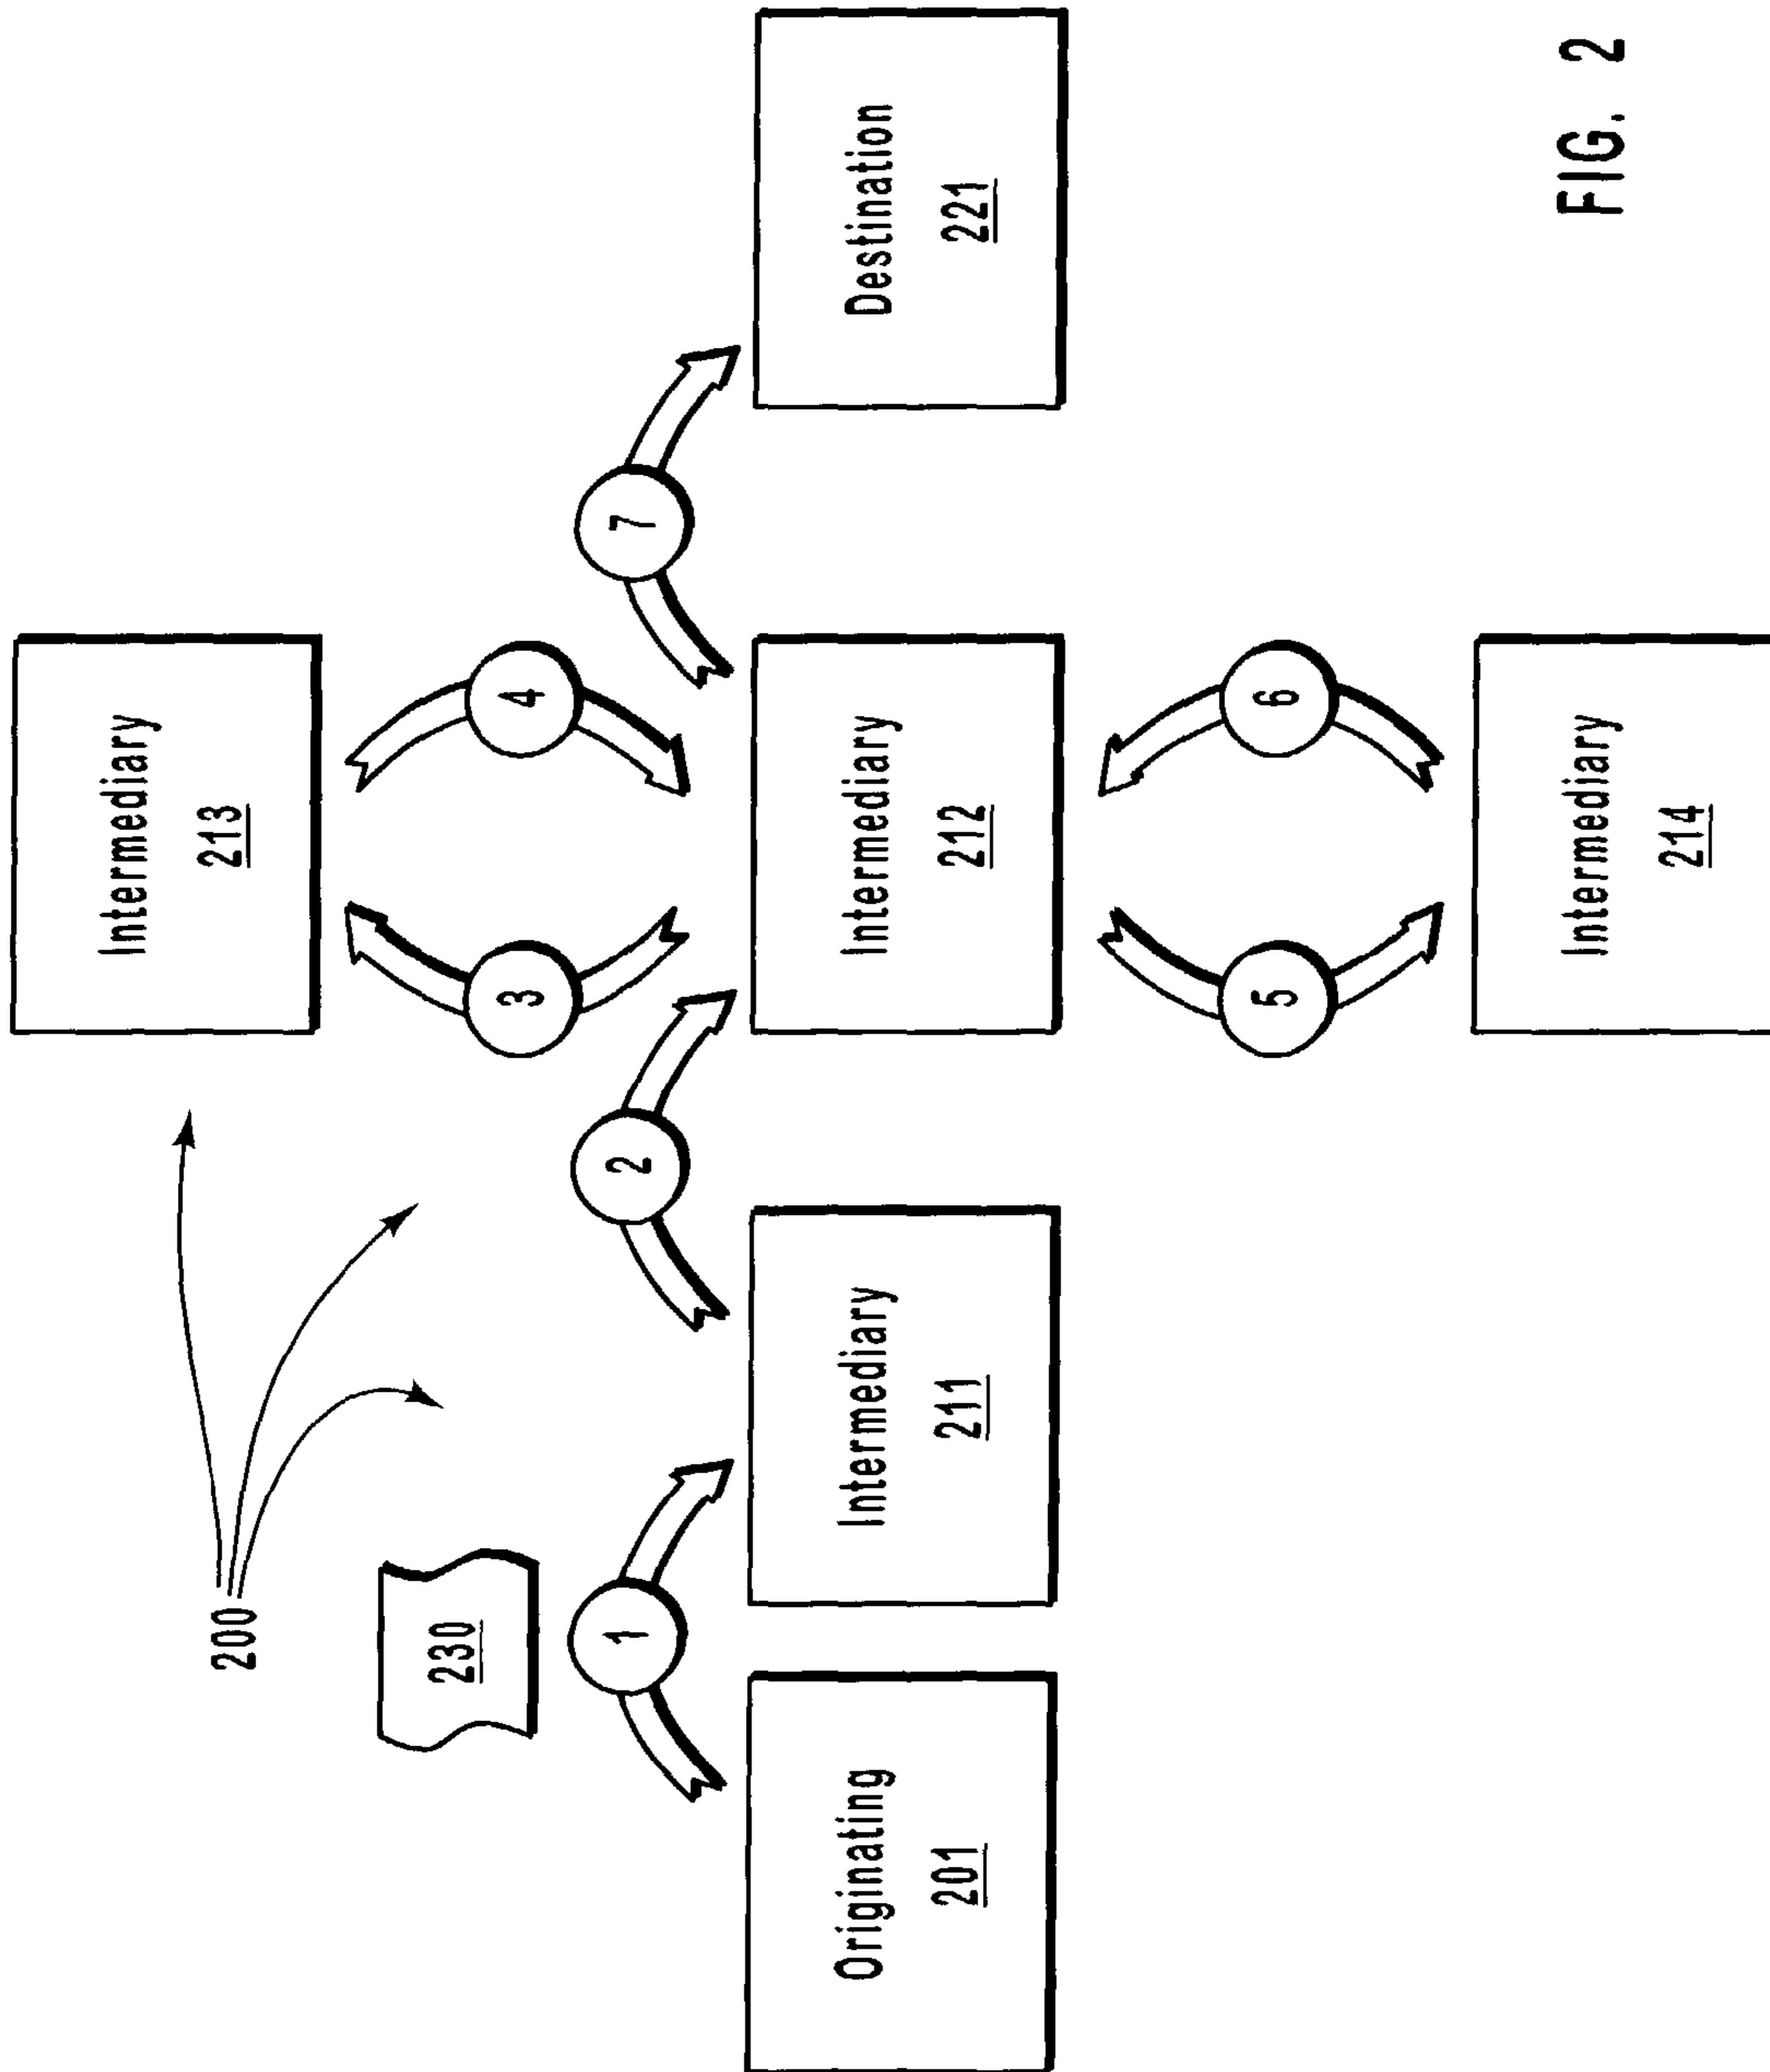 200
230
1
2
3
4
5
6
7
Originating
201
Intermediary
211
Intermediary
212
Intermediary
213
Intermediary
214
Destination
221
FIG. 2